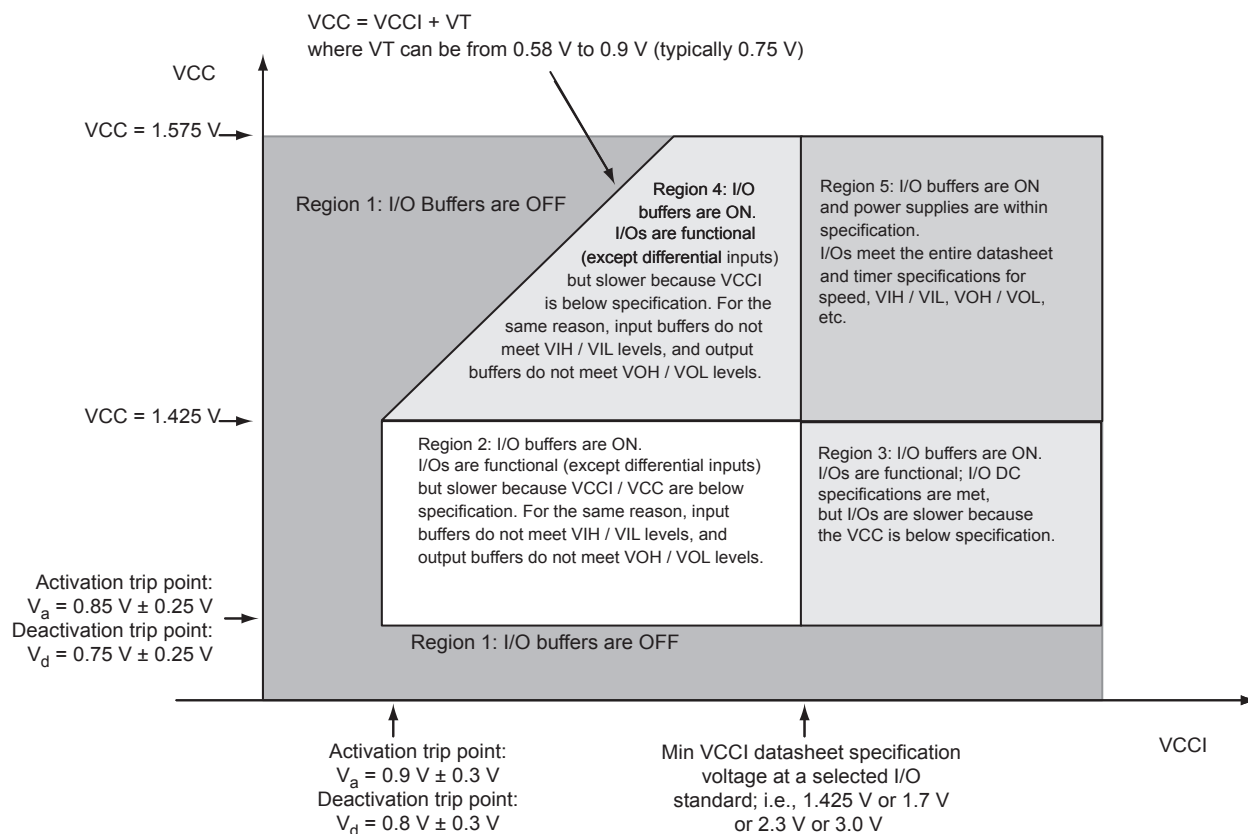 VCC = VCCI + VT
where VT can be from 0.58 V to 0.9 V (typically 0.75 V)
VCC
VCC = 1.575 V
Region 1: I/O Buffers are OFF
Region 4: I/O
buffers are ON.
I/Os are functional
(except differential inputs)
but slower because VCCI
is below specification. For the
same reason, input buffers do not
meet VIH / VIL levels, and output
buffers do not meet VOH / VOL levels.
Region 5: I/O buffers are ON
and power supplies are within
specification.
I/Os meet the entire datasheet
and timer specifications for
speed, VIH / VIL, VOH / VOL,
etc.
VCC = 1.425 V
Region 2: I/O buffers are ON.
I/Os are functional (except differential inputs)
but slower because VCCI / VCC are below
specification. For the same reason, input
buffers do not meet VIH / VIL levels, and
output buffers do not meet VOH / VOL levels.
Region 3: I/O buffers are ON.
I/Os are functional; I/O DC
specifications are met,
but I/Os are slower because
the VCC is below specification.
Activation trip point:
Va = 0.85 V ± 0.25 V
Deactivation trip point:
Vd = 0.75 V ± 0.25 V
Region 1: I/O buffers are OFF
Activation trip point:
Va = 0.9 V ± 0.3 V
Deactivation trip point:
Vd = 0.8 V ± 0.3 V
Min VCCI datasheet specification
voltage at a selected I/O
standard; i.e., 1.425 V or 1.7 V
or 2.3 V or 3.0 V
VCCI